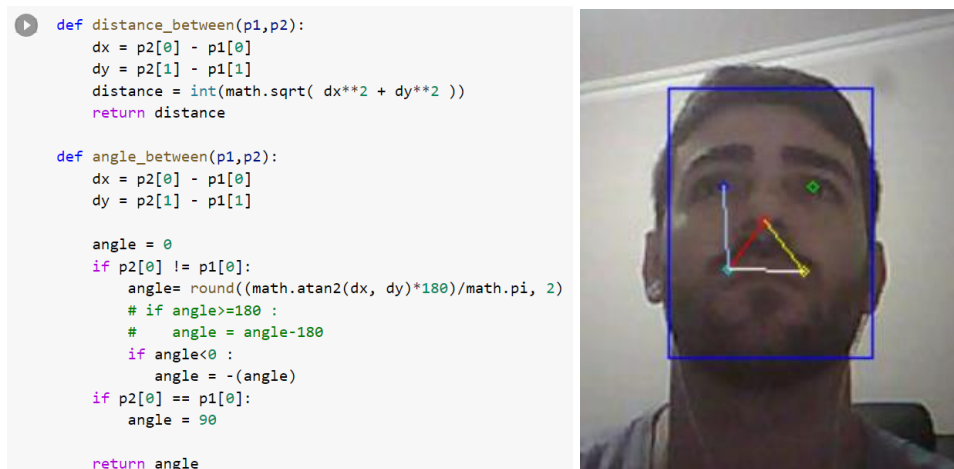 def distance_between(p1,p2):
    dx = p2[0] - p1[0]
    dy = p2[1] - p1[1]
    distance = int(math.sqrt( dx**2 + dy**2 ))
    return distance

def angle_between(p1,p2):
    dx = p2[0] - p1[0]
    dy = p2[1] - p1[1]

    angle = 0
    if p2[0] != p1[0]:
        angle= round((math.atan2(dx, dy)*180)/math.pi, 2)
        # if angle>=180 :
        #    angle = angle-180
        if angle<0 :
           angle = -(angle)
    if p2[0] == p1[0]:
        angle = 90

    return angle